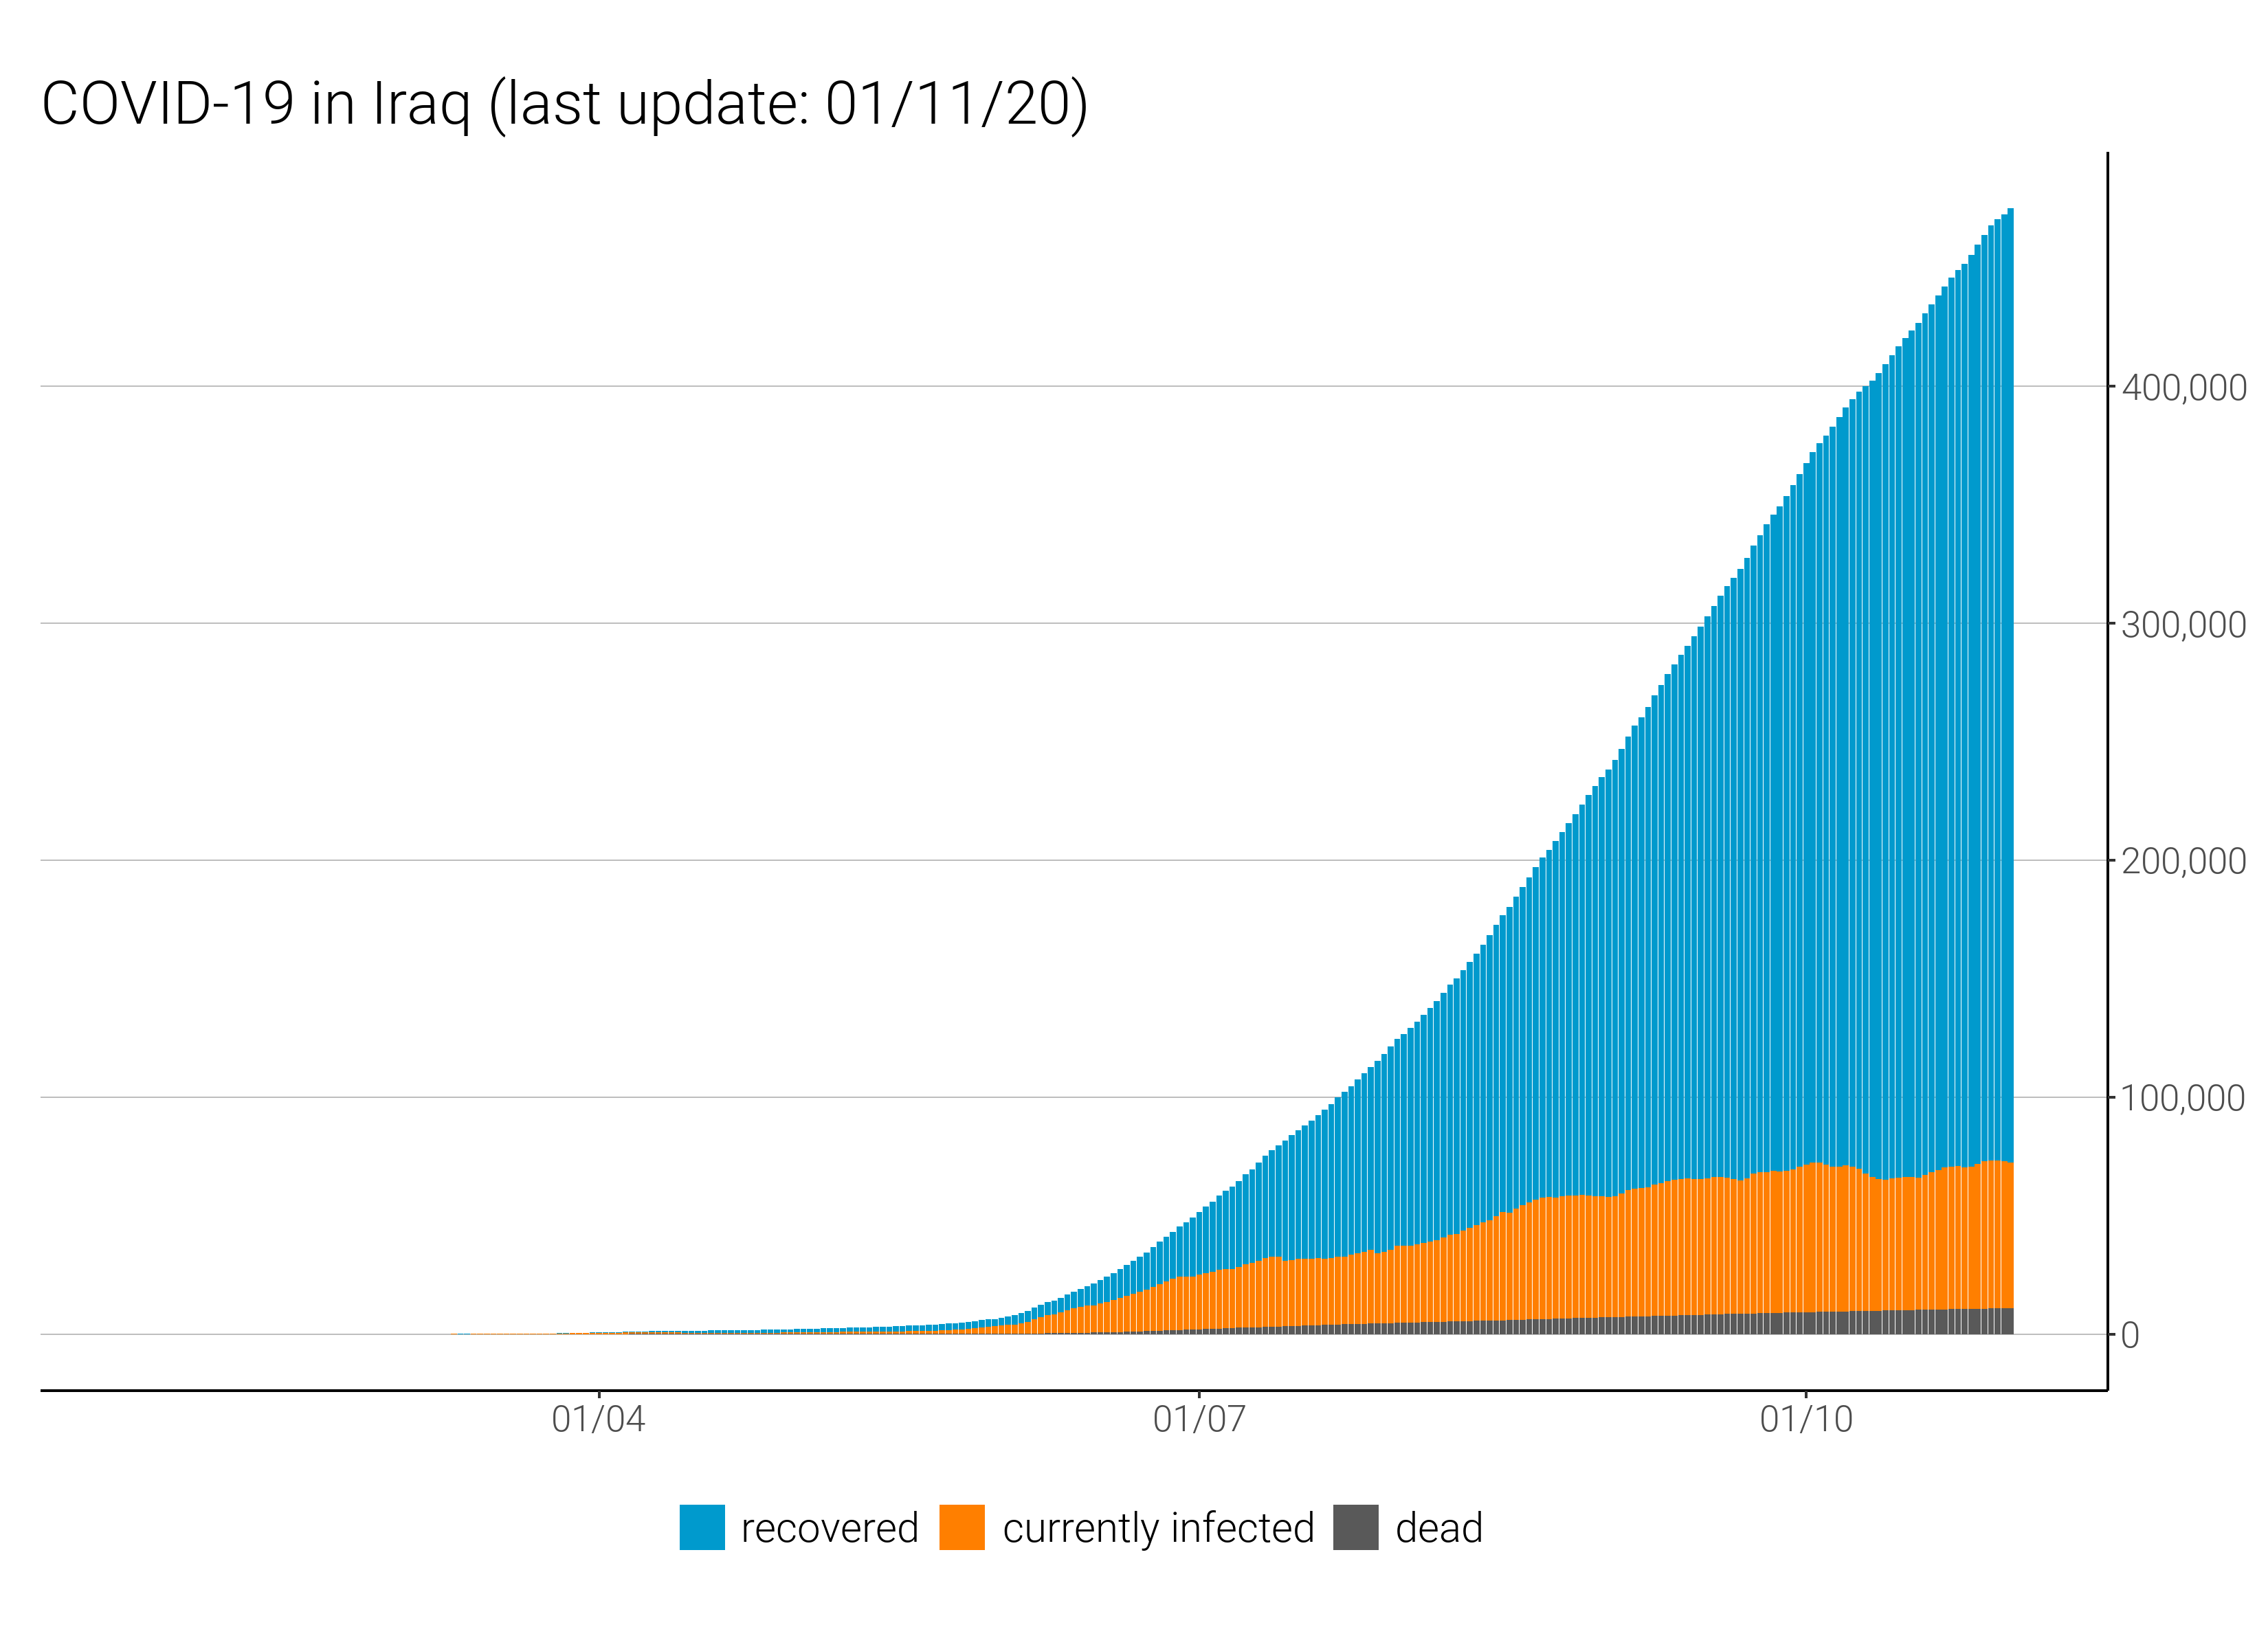 COVID-19 in Iraq (last update: 01/11/20)
400,000
300,000
200,000
100,000
0
01/04 01/07 01/10
recovered currently infected dead